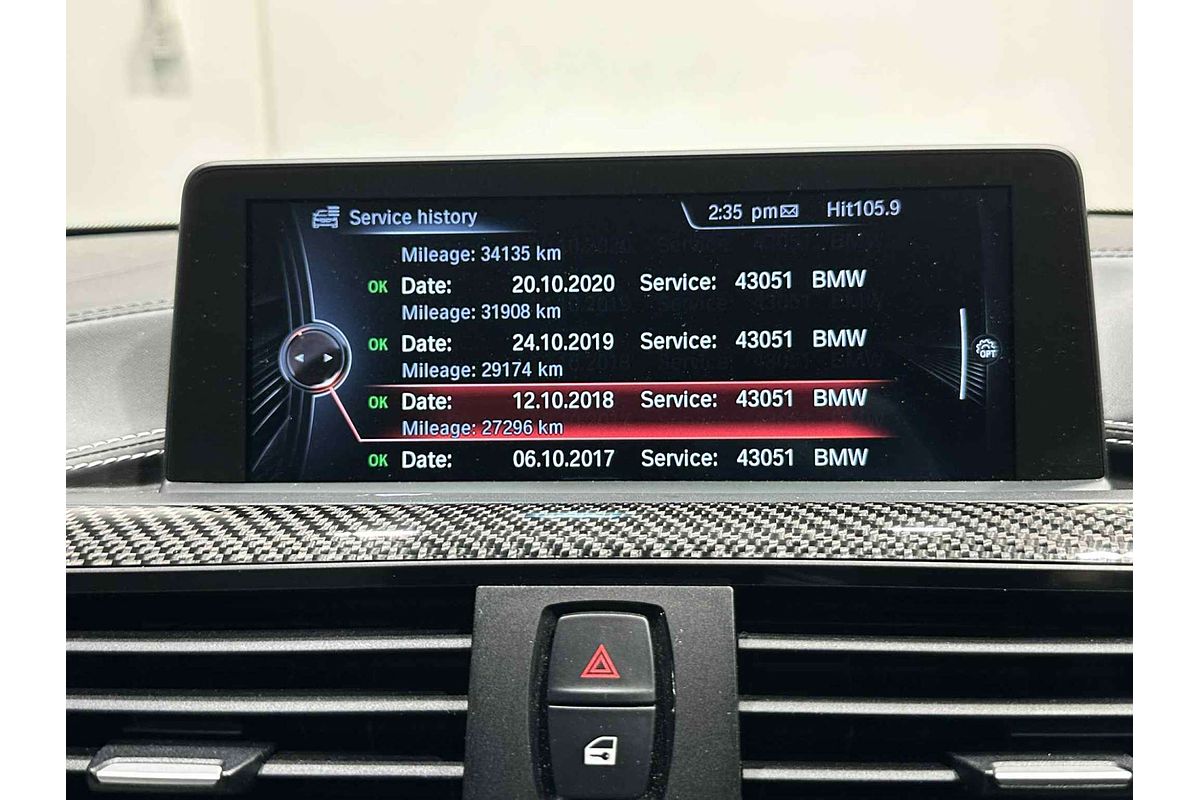 Service history 2:35 pm Hit105.9
Mileage: 34135 km
OK Date: 20.10.2020 Service: 43051 BMW
Mileage: 31908 km
OK Date: 24.10.2019 Service: 43051 BMW
Mileage: 29174 km
OPT
OK Date: 12.10.2018 Service: 43051 BMW
Mileage: 27296 km
OK Date: 06.10.2017 Service: 43051 BMW